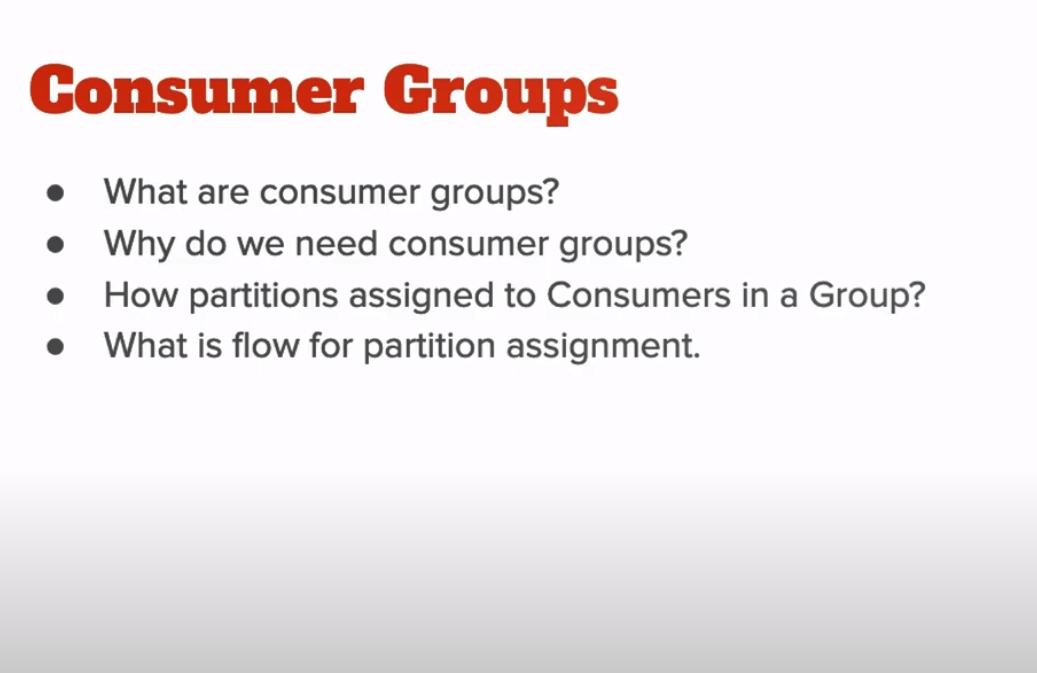 Consumer Groups
● What are consumer groups?
● Why do we need consumer groups?
● How partitions assigned to Consumers in a Group?
● What is flow for partition assignment.